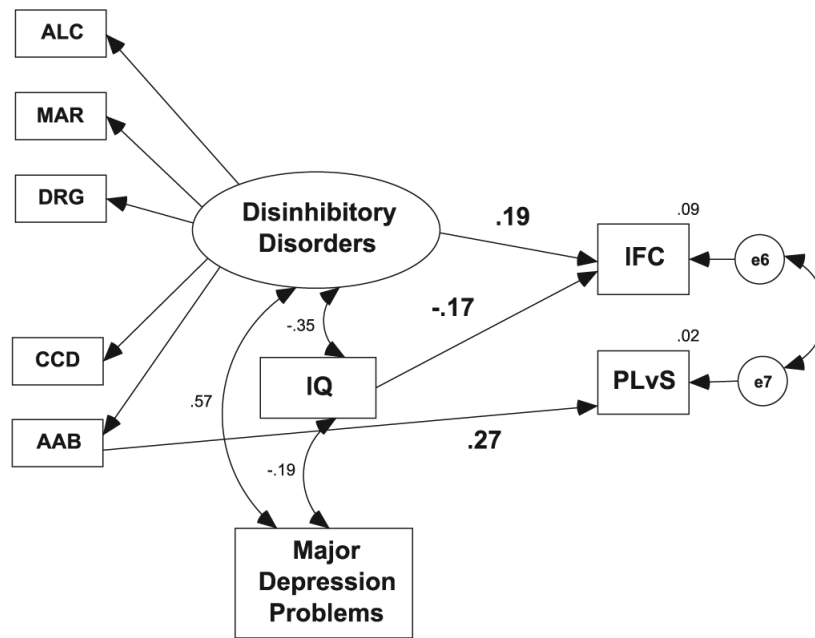 ALC
MAR
DRG
CCD
AAB
Disinhibitory
Disorders
.19
-.17
.27
-.35
.57
-.19
IQ
Major
Depression
Problems
.09
IFC
e6
.02
PLvS
e7